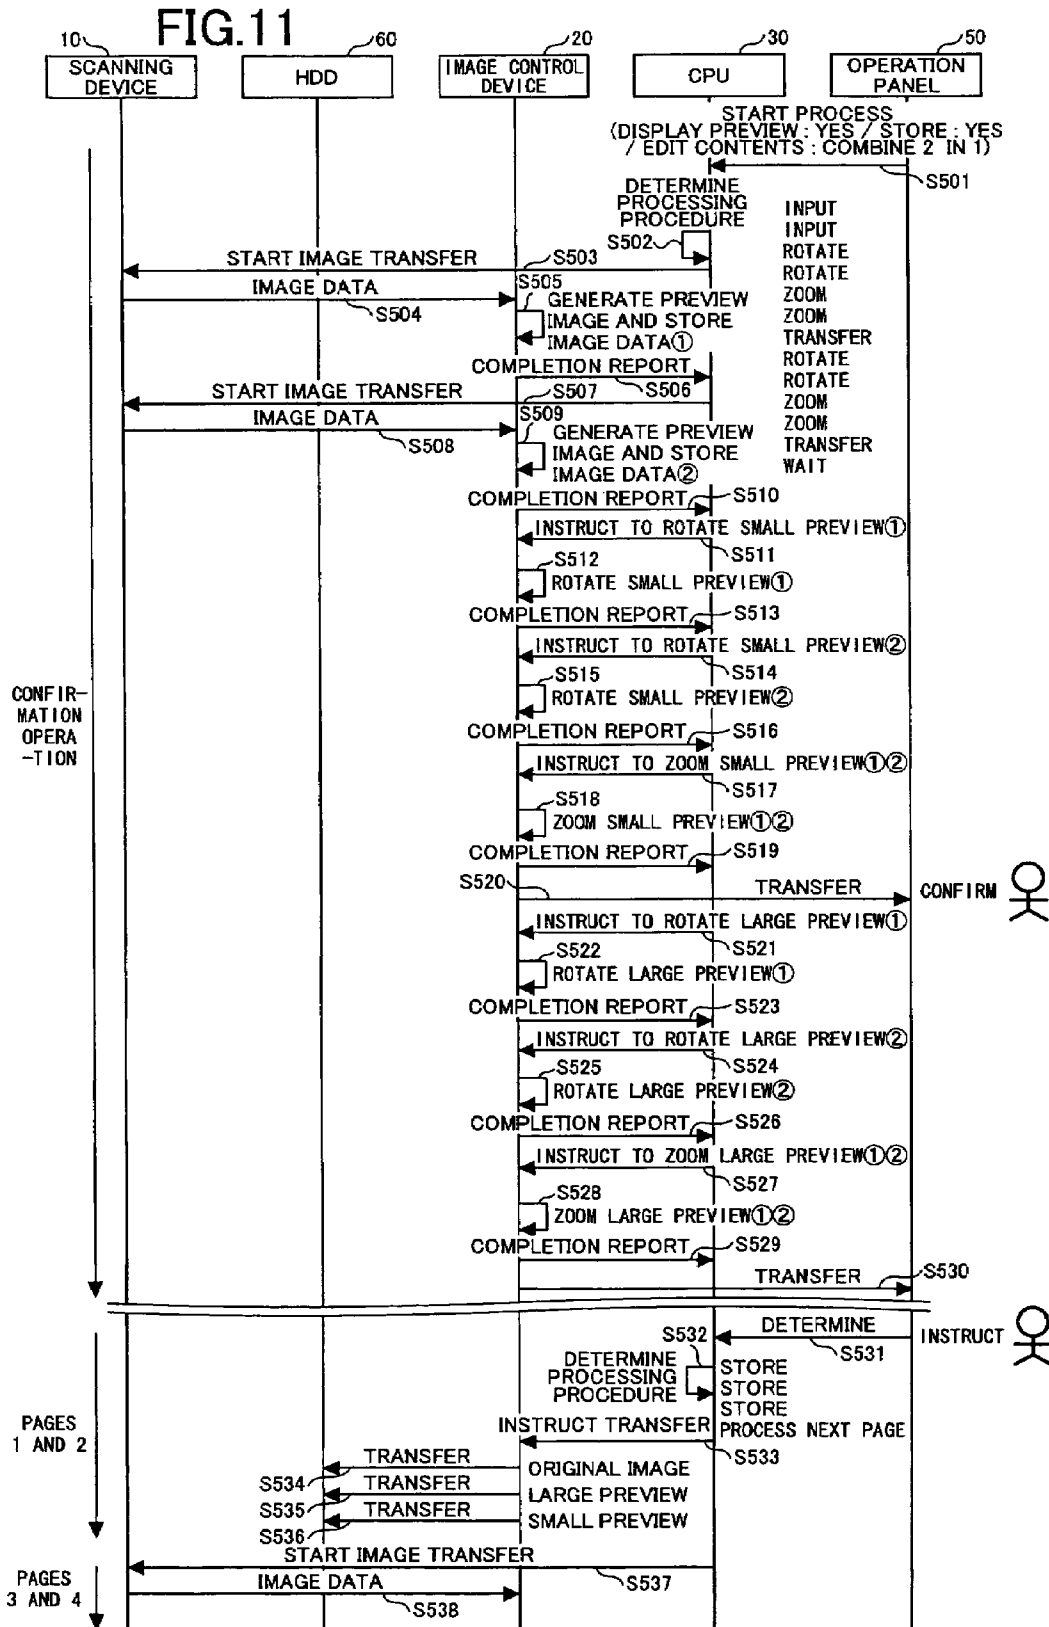 FIG.11
10
60
20
30
50
SCANNING
DEVICE
HDD
IMAGE CONTROL
DEVICE
CPU
OPERATION
PANEL
START PROCESS
(DISPLAY PREVIEW : YES / STORE : YES
/ EDIT CONTENTS : COMBINE 2 IN 1)
S501
DETERMINE
PROCESSING
PROCEDURE
S502
INPUT
INPUT
ROTATE
ROTATE
ZOOM
ZOOM
TRANSFER
ROTATE
ROTATE
ZOOM
ZOOM
TRANSFER
WAIT
START IMAGE TRANSFER
S503
IMAGE DATA
S504
S505
GENERATE PREVIEW
IMAGE AND STORE
IMAGE DATA①
COMPLETION REPORT
S506
START IMAGE TRANSFER
S507
IMAGE DATA
S508
S509
GENERATE PREVIEW
IMAGE AND STORE
IMAGE DATA②
COMPLETION REPORT
S510
INSTRUCT TO ROTATE SMALL PREVIEW①
S511
S512
ROTATE SMALL PREVIEW①
COMPLETION REPORT
S513
INSTRUCT TO ROTATE SMALL PREVIEW②
S514
S515
ROTATE SMALL PREVIEW②
CONFIR-
MATION
OPERA
-TION
COMPLETION REPORT
S516
INSTRUCT TO ZOOM SMALL PREVIEW①②
S517
S518
ZOOM SMALL PREVIEW①②
COMPLETION REPORT
S519
S520
TRANSFER
CONFIRM
INSTRUCT TO ROTATE LARGE PREVIEW①
S521
S522
ROTATE LARGE PREVIEW①
COMPLETION REPORT
S523
INSTRUCT TO ROTATE LARGE PREVIEW②
S524
S525
ROTATE LARGE PREVIEW②
COMPLETION REPORT
S526
INSTRUCT TO ZOOM LARGE PREVIEW①②
S527
S528
ZOOM LARGE PREVIEW①②
COMPLETION REPORT
S529
TRANSFER
S530
DETERMINE
S531
INSTRUCT
S532
DETERMINE
PROCESSING
PROCEDURE
STORE
STORE
STORE
PROCESS NEXT PAGE
PAGES
1 AND 2
INSTRUCT TRANSFER
S533
TRANSFER
S534
ORIGINAL IMAGE
TRANSFER
S535
LARGE PREVIEW
TRANSFER
S536
SMALL PREVIEW
START IMAGE TRANSFER
S537
PAGES
3 AND 4
IMAGE DATA
S538